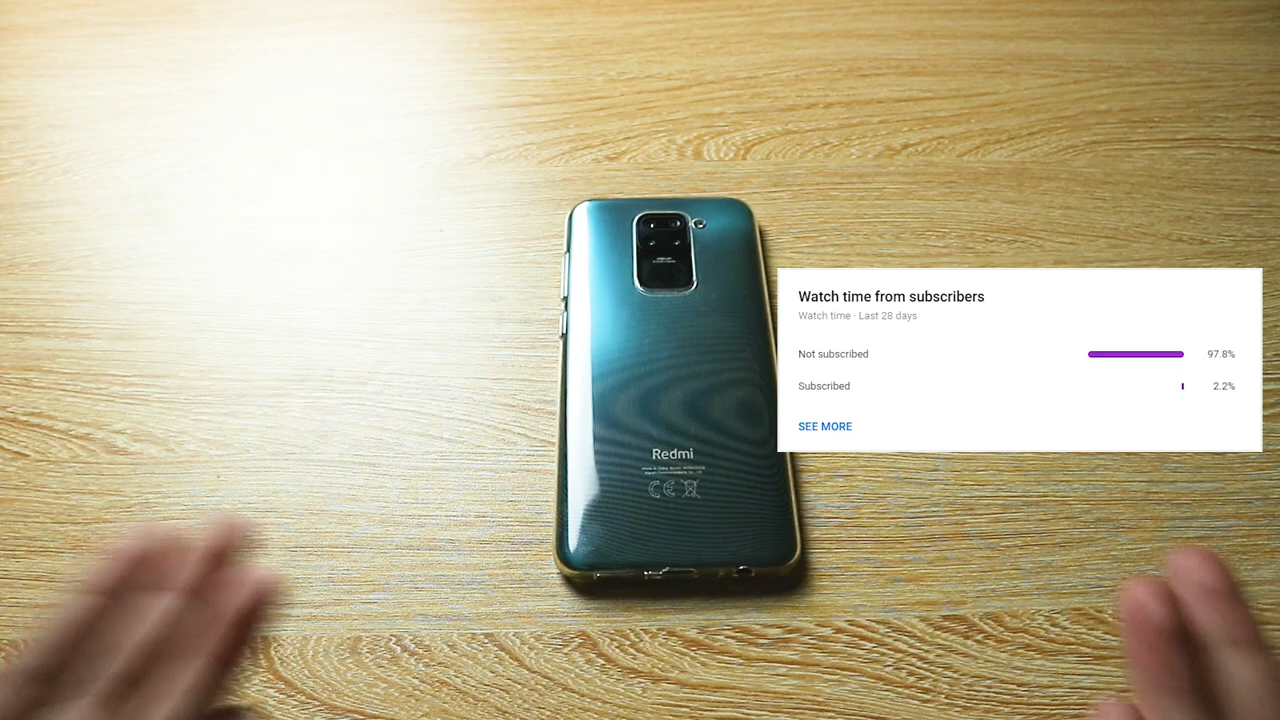 Watch time from subscribers
Watch time · Last 28 days
Not subscribed 97.8%
Subscribed 2.2%
SEE MORE
Redmi